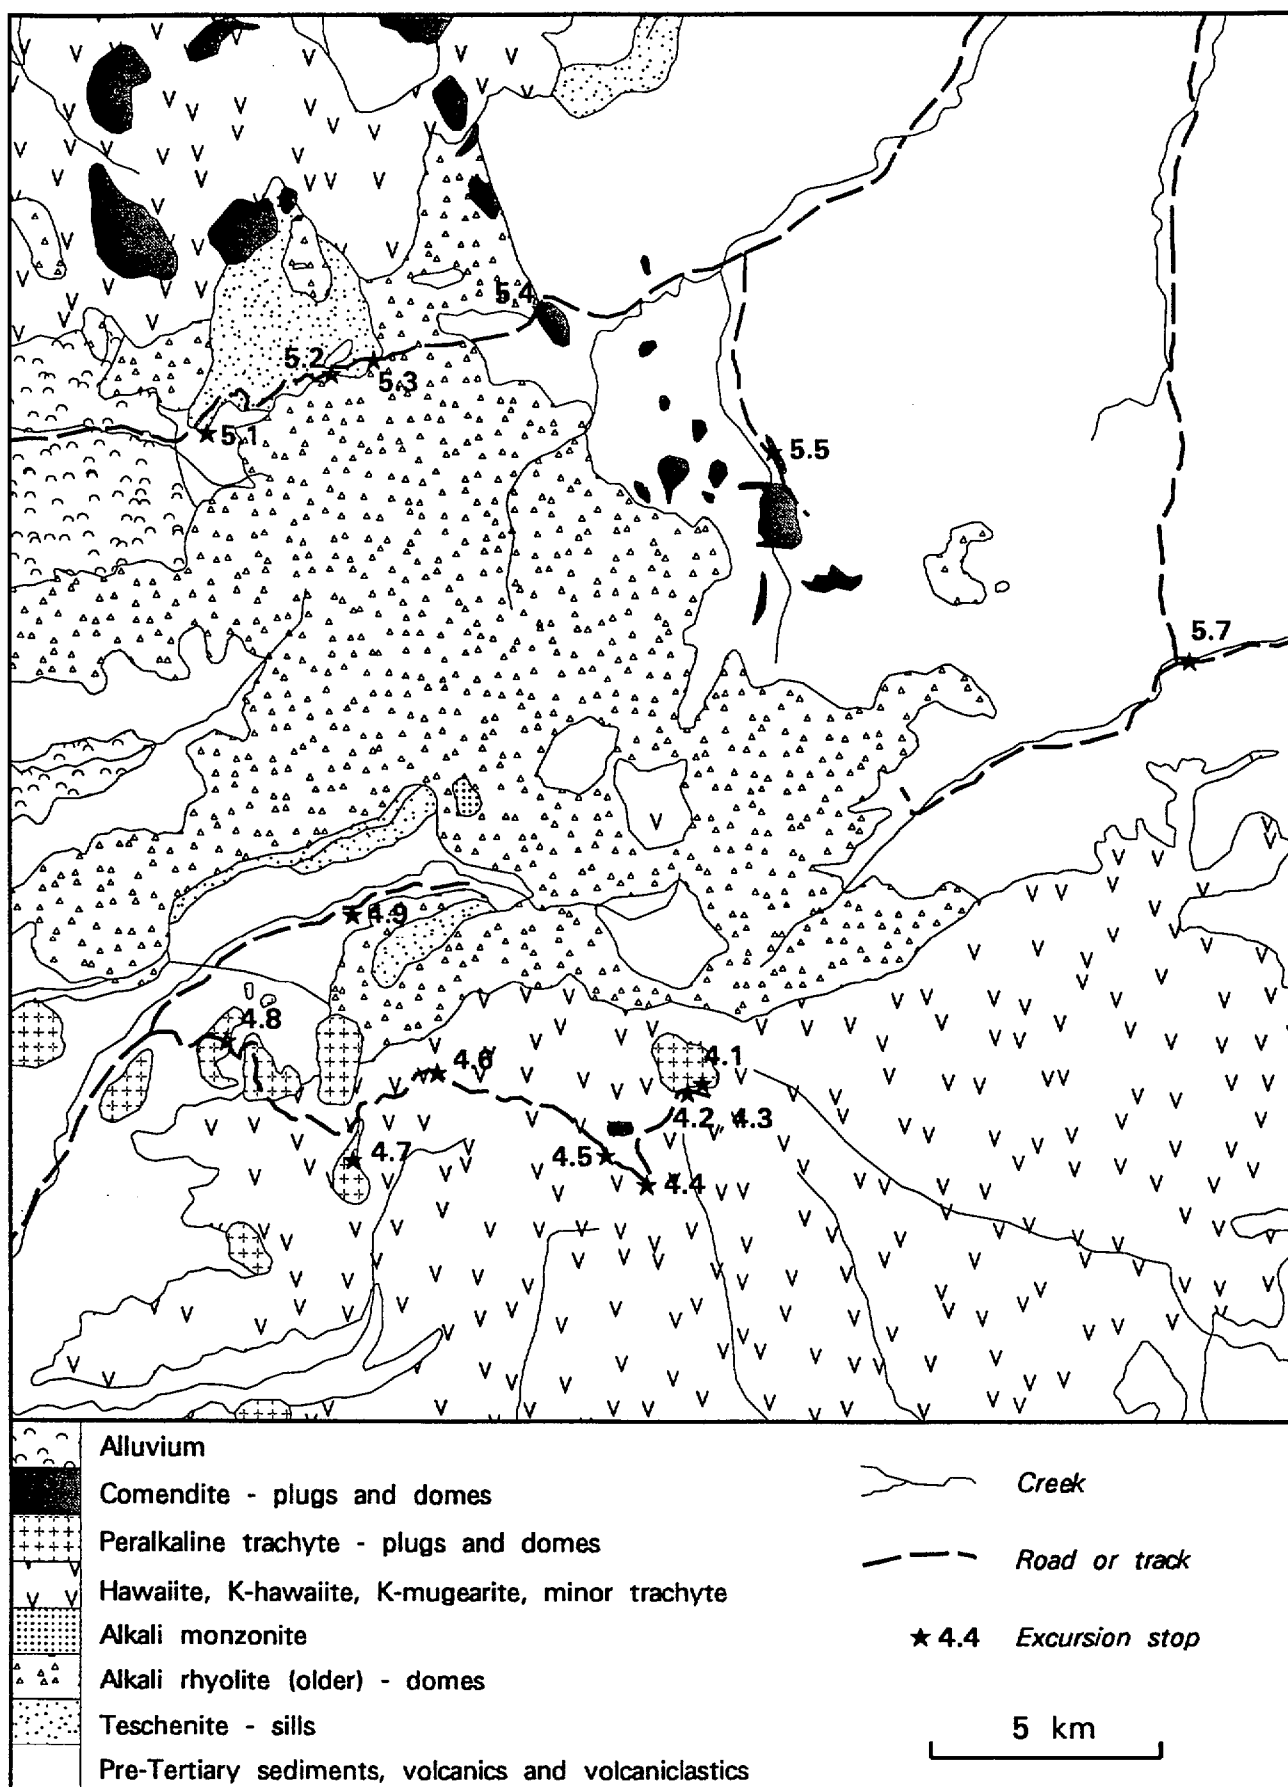 5.4
5.2
5.3
5.1
5.5
5.7
4.9
4.8
4.6
4.1
4.2
4.3
4.7
4.5
4.4
Alluvium
Comendite - plugs and domes
Peralkaline trachyte - plugs and domes
Hawaiite, K-hawaiite, K-mugearite, minor trachyte
Alkali monzonite
Alkali rhyolite (older) - domes
Teschenite - sills
Pre-Tertiary sediments, volcanics and volcaniclastics
Creek
Road or track
★ 4.4 Excursion stop
5 km